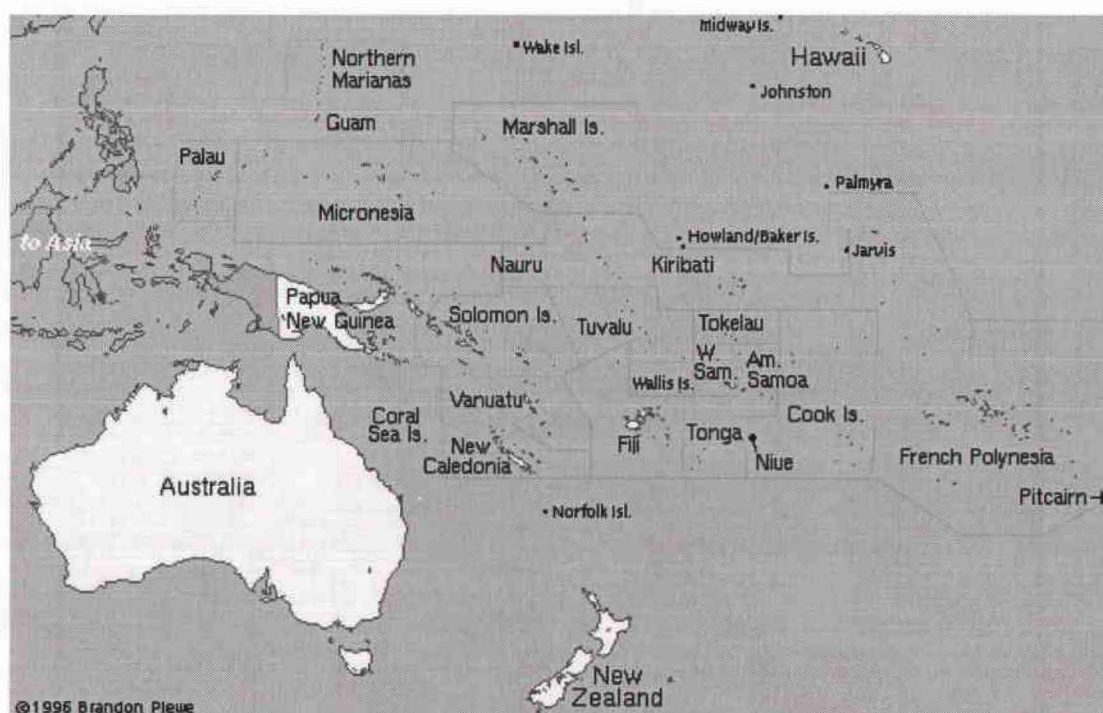 Midway Is.
Wake Isl.
Hawaii
Northern
Marianas
Johnston
Guam
Marshall Is.
Palau
Palmyra
Micronesia
to Asia
Howland/Baker Is.
Jarvis
Nauru
Kiribati
Papua
New Guinea
Solomon Is.
Tuvalu
Tokelau
W.
Sam.
Am.
Samoa
Wallis Is.
Vanuatu
Coral
Sea Is.
Cook Is.
Fiji
Tonga
Niue
New
Caledonia
French Polynesia
Australia
Pitcairn
Norfolk Isl.
New
Zealand
©1996 Brandon Plewe